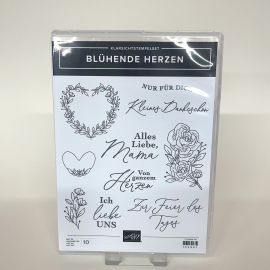 KLARSICHTSTEMPELSET
BLÜHENDE HERZEN
NUR FÜR DICH
Kleines Dankeschön
Alles
Liebe,
Mama
Von ganzem
Herzen
Ich
liebe
UNS
Zur Feier des
Tages
10